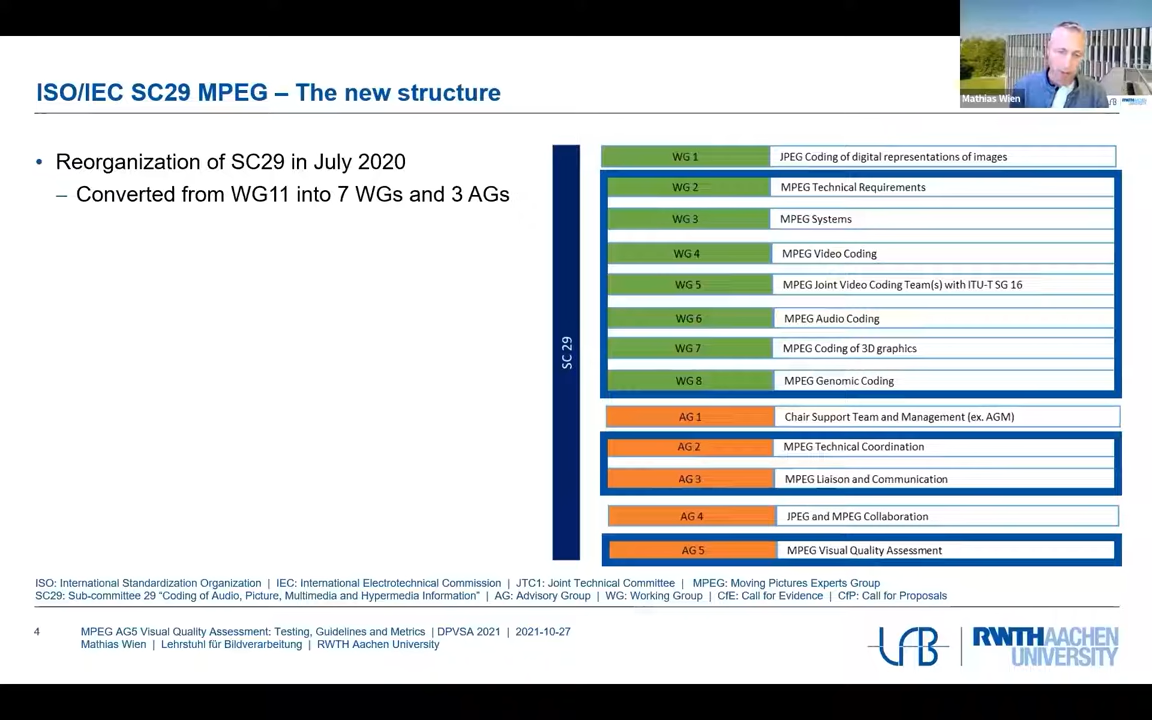 Mathias Wien
ISO/IEC SC29 MPEG – The new structure
• Reorganization of SC29 in July 2020
– Converted from WG11 into 7 WGs and 3 AGs
SC 29
WG 1 JPEG Coding of digital representations of images
WG 2 MPEG Technical Requirements
WG 3 MPEG Systems
WG 4 MPEG Video Coding
WG 5 MPEG Joint Video Coding Team(s) with ITU-T SG 16
WG 6 MPEG Audio Coding
WG 7 MPEG Coding of 3D graphics
WG 8 MPEG Genomic Coding
AG 1 Chair Support Team and Management (ex. AGM)
AG 2 MPEG Technical Coordination
AG 3 MPEG Liaison and Communication
AG 4 JPEG and MPEG Collaboration
AG 5 MPEG Visual Quality Assessment
ISO: International Standardization Organization | IEC: International Electrotechnical Commission | JTC1: Joint Technical Committee | MPEG: Moving Pictures Experts Group
SC29: Sub-committee 29 “Coding of Audio, Picture, Multimedia and Hypermedia Information” | AG: Advisory Group | WG: Working Group | CfE: Call for Evidence | CfP: Call for Proposals
4
MPEG AG5 Visual Quality Assessment: Testing, Guidelines and Metrics | DPVSA 2021 | 2021-10-27
Mathias Wien | Lehrstuhl für Bildverarbeitung | RWTH Aachen University
LfB
RWTHAACHEN
UNIVERSITY